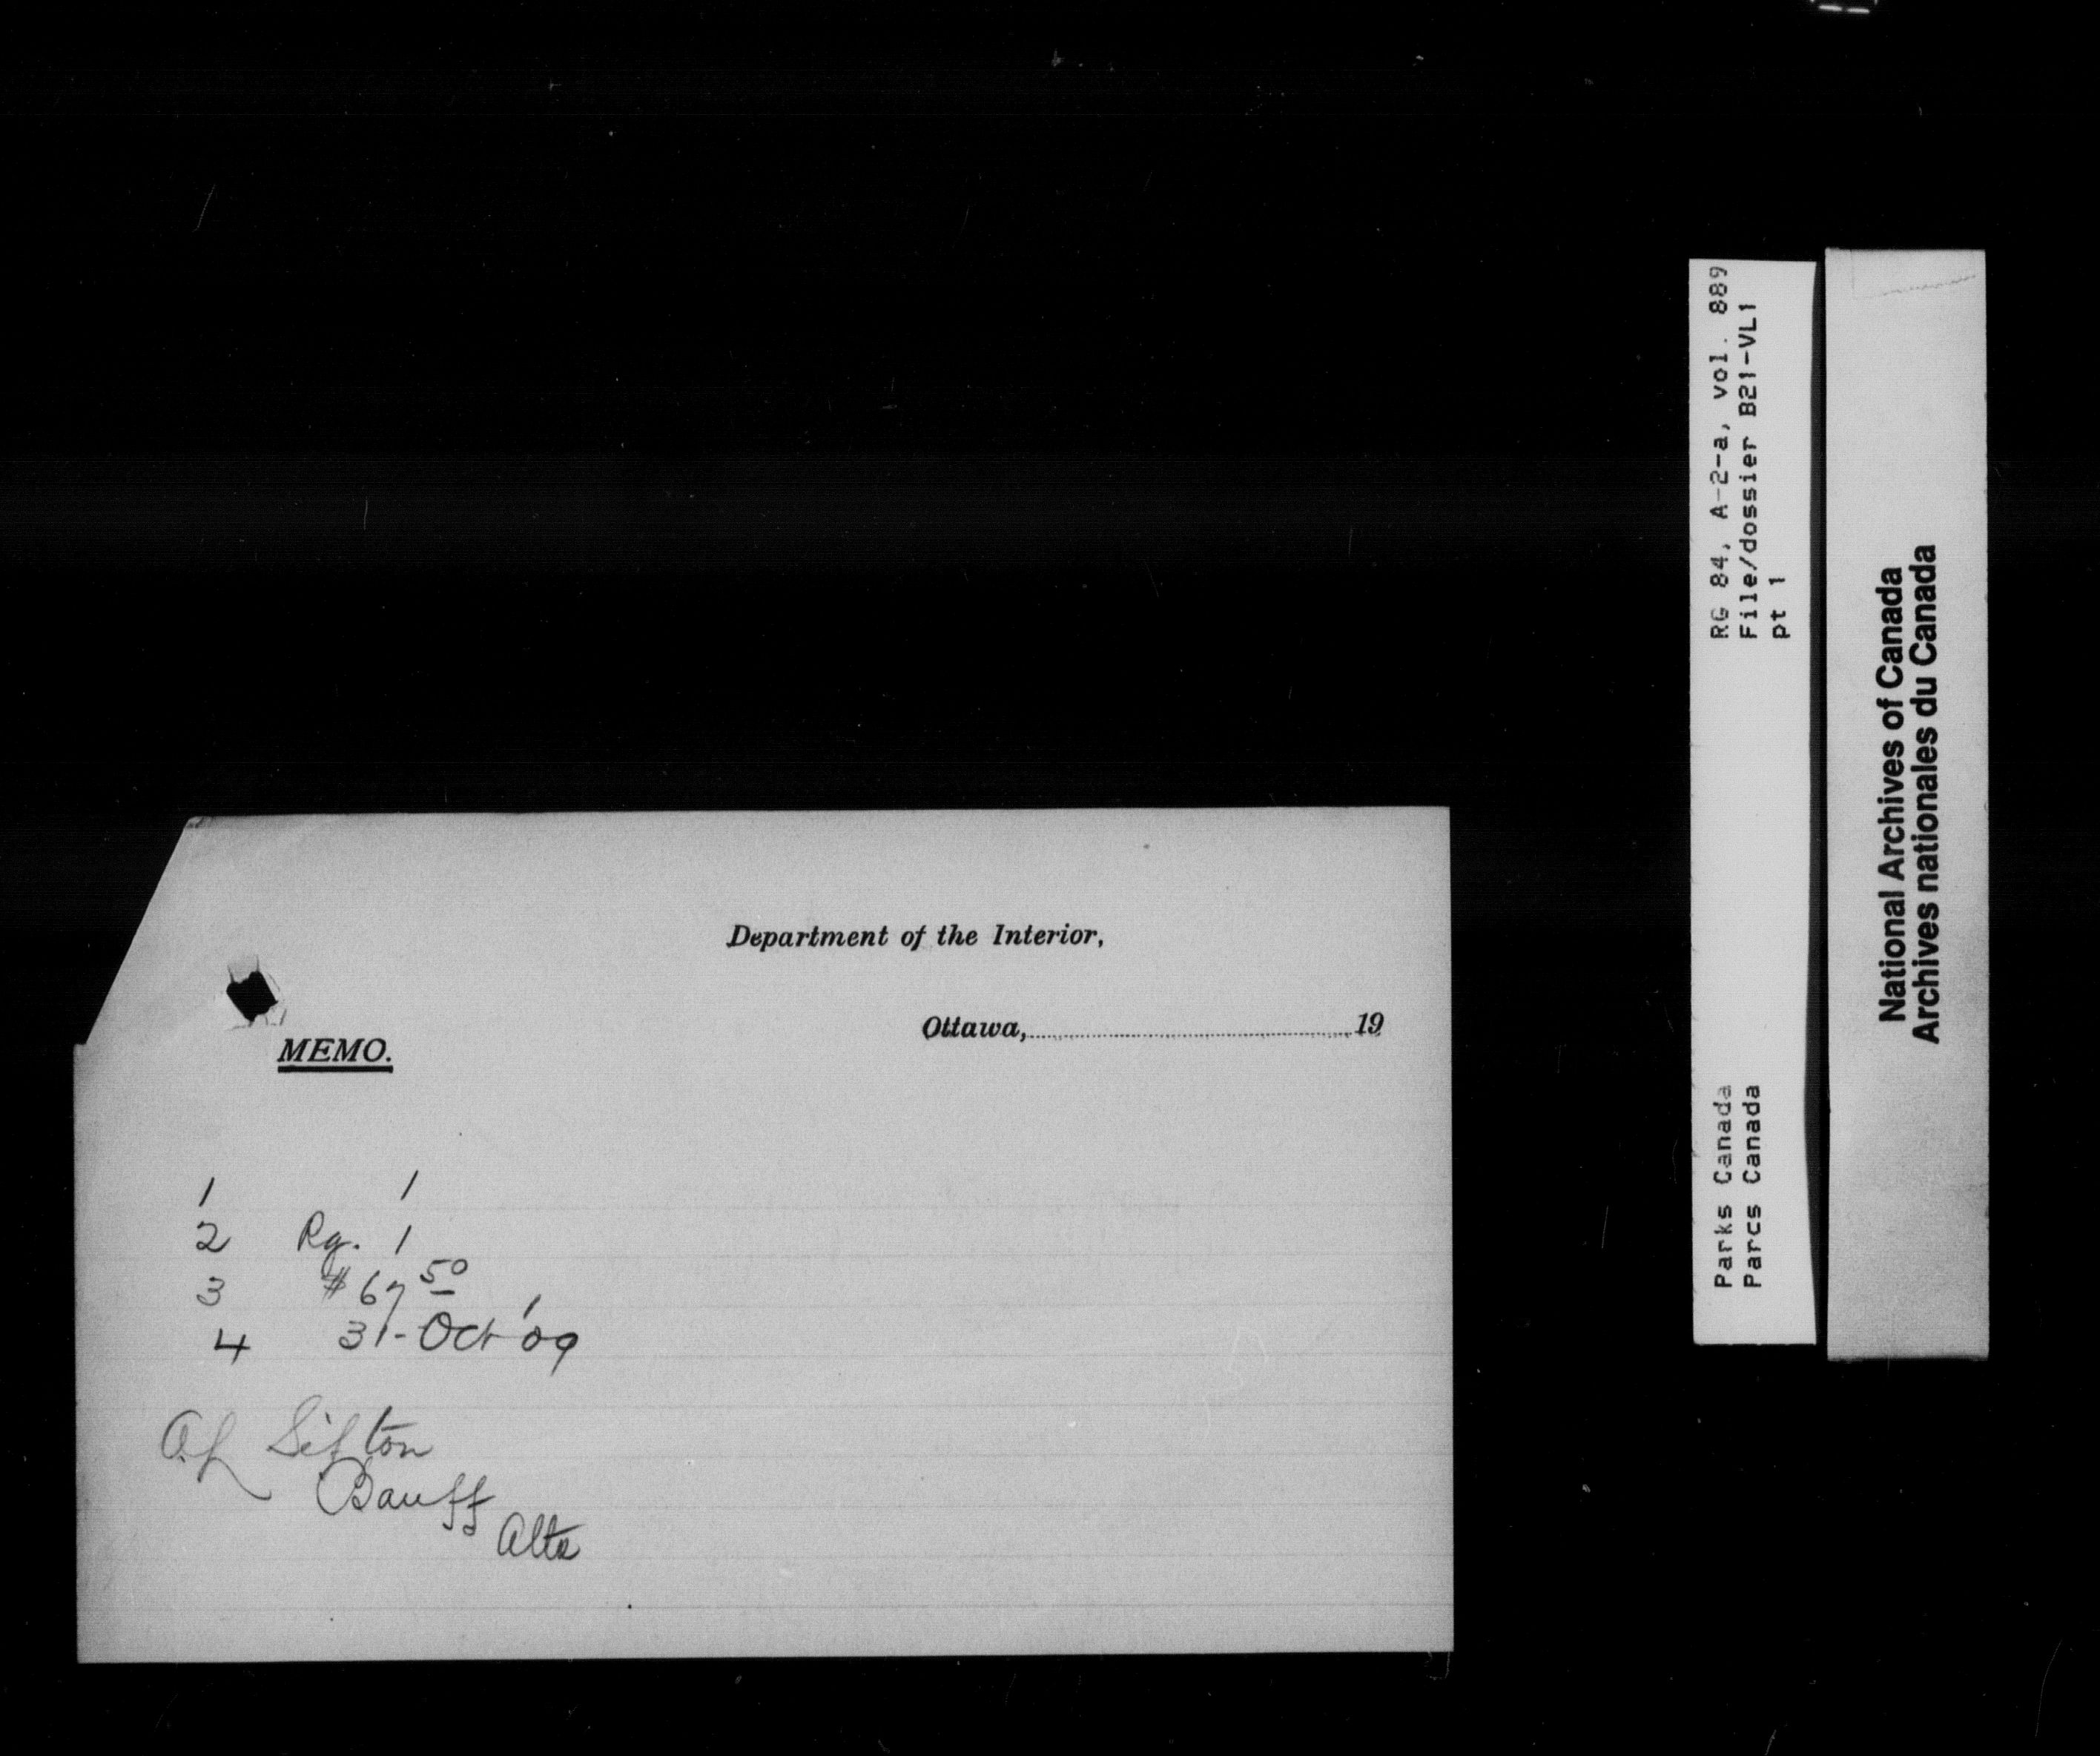 Department of the Interior,
Ottawa, 19
MEMO.
1 1
2 Rg. 1
3 $67 50
4 31-Oct '09
Sifton
Banff
Alta
RG 84, A-2-a, vol. 889
File/dossier B21-VL1
pt 1
Parks Canada
Parcs Canada
National Archives of Canada
Archives nationales du Canada